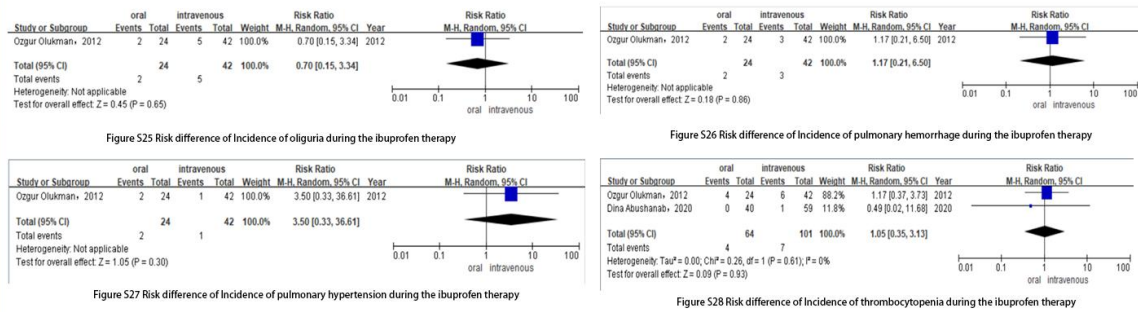 oral intravenous Risk Ratio Risk Ratio
Study or Subgroup Events Total Events Total Weight M-H, Random, 95% CI Year M-H, Random, 95% CI
Ozgur Olukman, 2012 2 24 5 42 100.0% 0.70 [0.15, 3.34] 2012
Total (95% CI) 24 42 100.0% 0.70 [0.15, 3.34]
Total events 2 5
Heterogeneity: Not applicable
Test for overall effect: Z = 0.45 (P = 0.65)
0.01 0.1 1 10 100
oral intravenous
Figure S25 Risk difference of Incidence of oliguria during the ibuprofen therapy
oral intravenous Risk Ratio Risk Ratio
Study or Subgroup Events Total Events Total Weight M-H, Random, 95% CI Year M-H, Random, 95% CI
Ozgur Olukman, 2012 2 24 3 42 100.0% 1.17 [0.21, 6.50] 2012
Total (95% CI) 24 42 100.0% 1.17 [0.21, 6.50]
Total events 2 3
Heterogeneity: Not applicable
Test for overall effect: Z = 0.18 (P = 0.86)
0.01 0.1 1 10 100
oral intravenous
Figure S26 Risk difference of Incidence of pulmonary hemorrhage during the ibuprofen therapy
oral intravenous Risk Ratio Risk Ratio
Study or Subgroup Events Total Events Total Weight M-H, Random, 95% CI Year M-H, Random, 95% CI
Ozgur Olukman, 2012 2 24 1 42 100.0% 3.50 [0.33, 36.61] 2012
Total (95% CI) 24 42 100.0% 3.50 [0.33, 36.61]
Total events 2 1
Heterogeneity: Not applicable
Test for overall effect: Z = 1.05 (P = 0.30)
0.01 0.1 1 10 100
oral intravenous
Figure S27 Risk difference of Incidence of pulmonary hypertension during the ibuprofen therapy
oral intravenous Risk Ratio Risk Ratio
Study or Subgroup Events Total Events Total Weight M-H, Random, 95% CI Year M-H, Random, 95% CI
Ozgur Olukman, 2012 4 24 6 42 88.2% 1.17 [0.37, 3.73] 2012
Dina Abushanab, 2020 0 40 1 59 11.8% 0.49 [0.02, 11.68] 2020
Total (95% CI) 64 101 100.0% 1.05 [0.35, 3.13]
Total events 4 7
Heterogeneity: Tau² = 0.00; Chi² = 0.26, df = 1 (P = 0.61); I² = 0%
Test for overall effect: Z = 0.09 (P = 0.93)
0.01 0.1 1 10 100
oral intravenous
Figure S28 Risk difference of Incidence of thrombocytopenia during the ibuprofen therapy